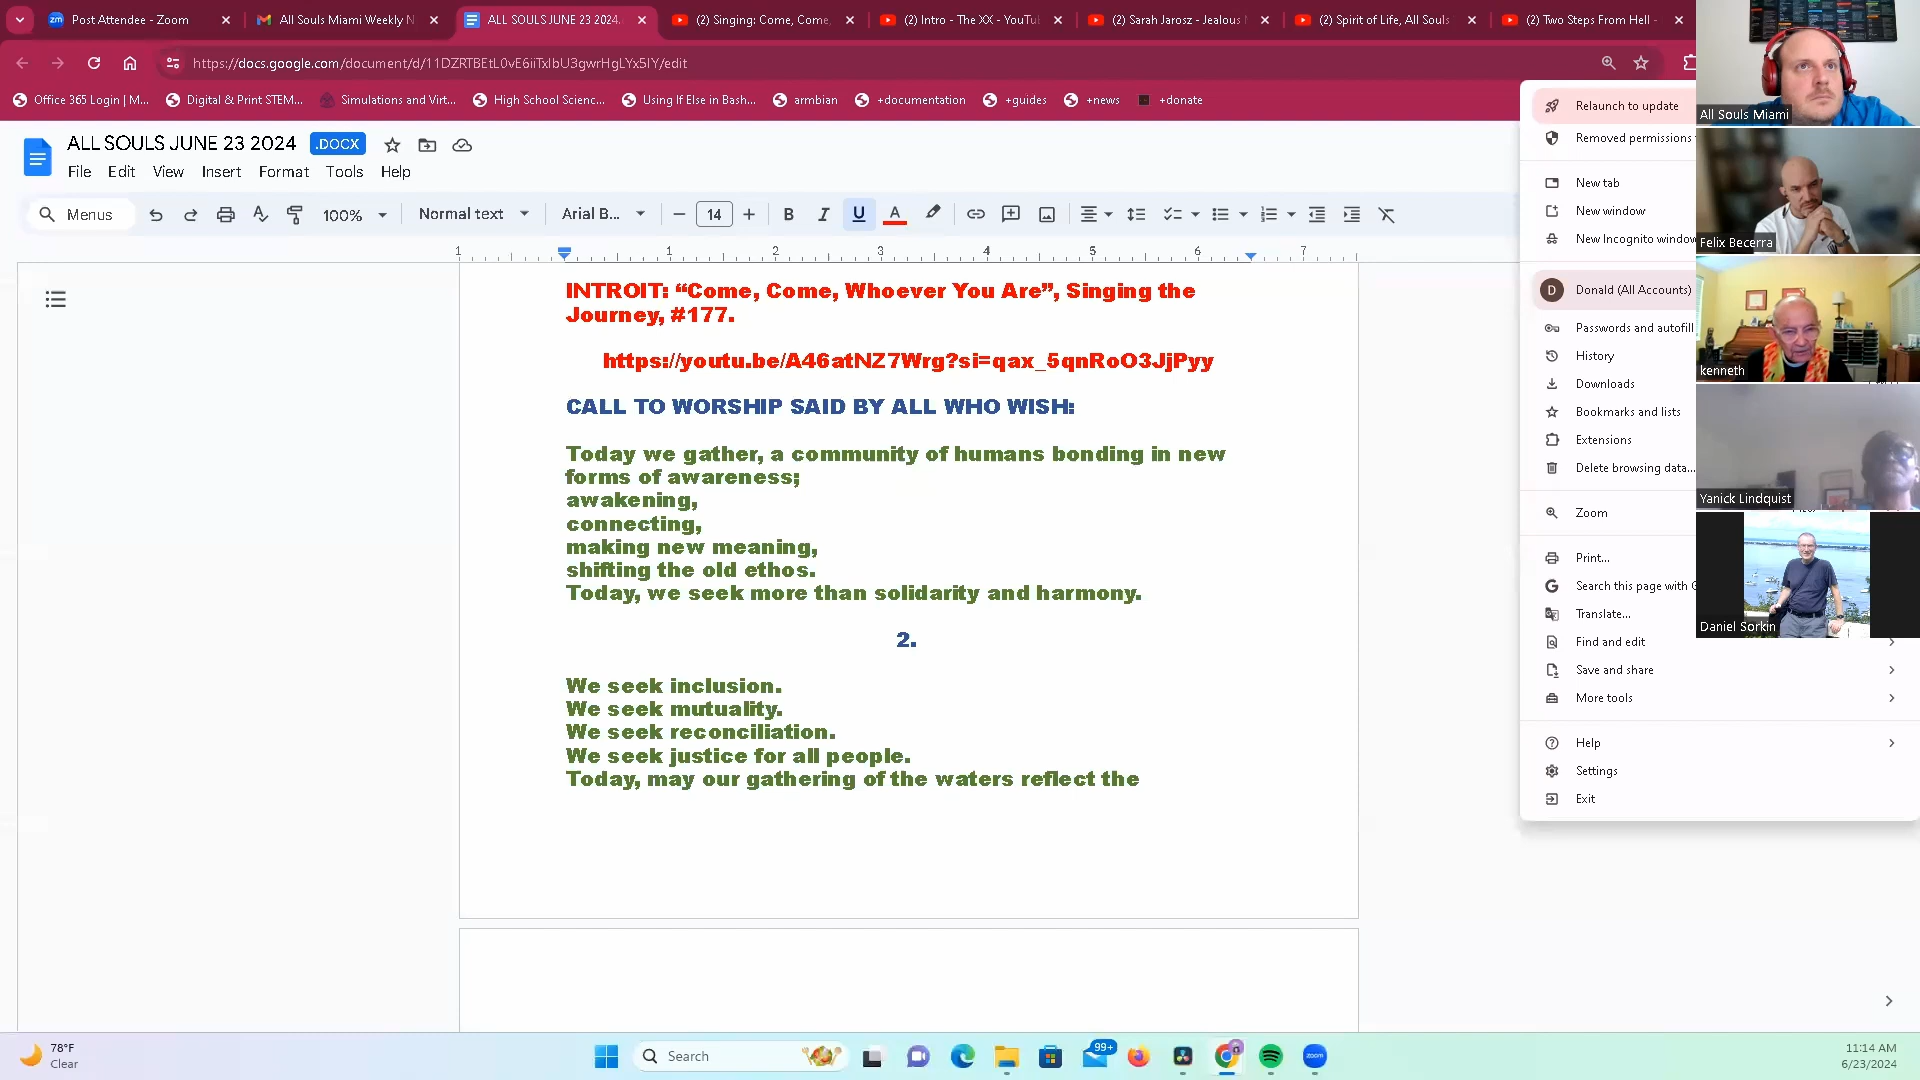 Post Attendee - Zoom
All Souls Miami Weekly N
ALL SOULS JUNE 23 2024.
(2) Singing: Come, Come,
(2) Intro - The XX - YouTu
(2) Sarah Jarosz - Jealous
(2) Spirit of Life, All Souls
(2) Two Steps From Hell -
https://docs.google.com/document/d/11DZRTBEtL0vE6iiTxIbU3gwrHgLYx5IY/edit
Office 365 Login | M...
Digital & Print STEM...
Simulations and Virt...
High School Scienc...
Using If Else in Bash...
armbian
+documentation
+guides
+news
+donate
ALL SOULS JUNE 23 2024
.DOCX
File Edit View Insert Format Tools Help
Menus
100%
Normal text
Arial B...
14
1 1 2 3 4 5 6 7
INTROIT: “Come, Come, Whoever You Are”, Singing the
Journey, #177.
https://youtu.be/A46atNZ7Wrg?si=qax_5qnRoO3JjPyy
CALL TO WORSHIP SAID BY ALL WHO WISH:
Today we gather, a community of humans bonding in new
forms of awareness;
awakening,
connecting,
making new meaning,
shifting the old ethos.
Today, we seek more than solidarity and harmony.
2.
We seek inclusion.
We seek mutuality.
We seek reconciliation.
We seek justice for all people.
Today, may our gathering of the waters reflect the
Relaunch to update
Removed permissions
New tab
New window
New Incognito window
D
Donald (All Accounts)
Passwords and autofill
History
Downloads
Bookmarks and lists
Extensions
Delete browsing data...
Zoom
Print...
Search this page with G
Translate...
Find and edit
Save and share
More tools
Help
Settings
Exit
All Souls Miami
Felix Becerra
kenneth
Yanick Lindquist
Daniel Sorkin
78°F
Clear
Search
99+
zoom
11:14 AM
6/23/2024